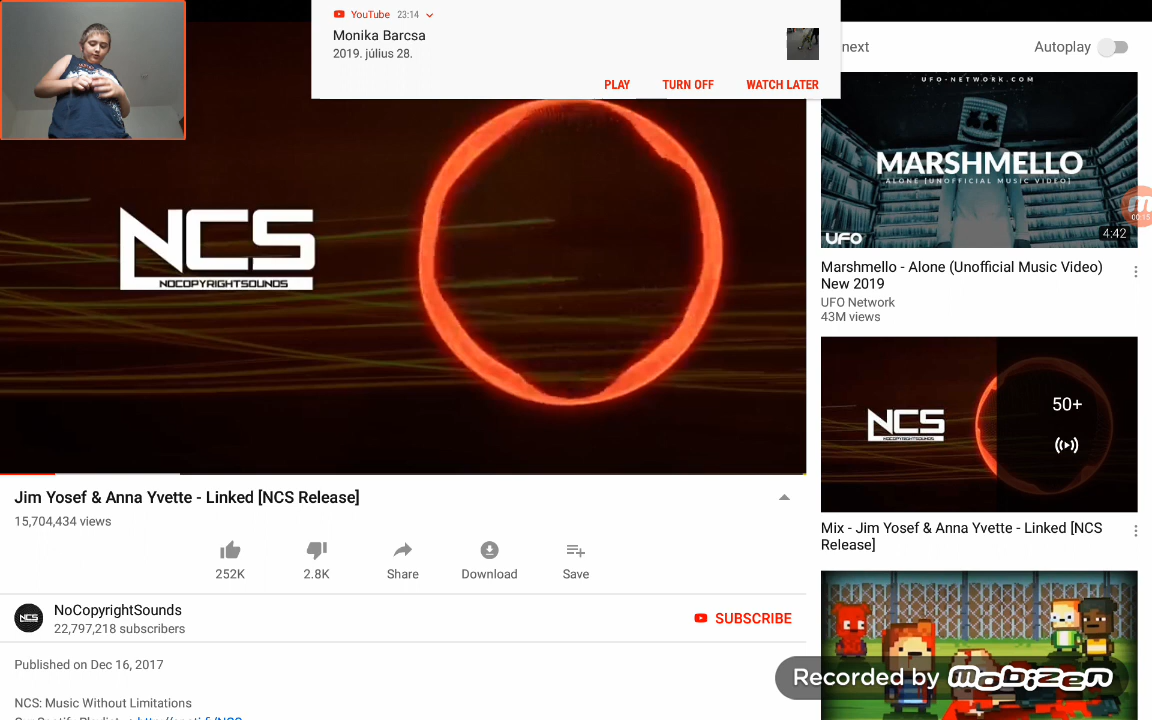 YouTube 23:14
Monika Barcsa
2019. július 28.
PLAY TURN OFF WATCH LATER
next
Autoplay
NCS
NOCOPYRIGHTSOUNDS
UFO-NETWORK.COM
MARSHMELLO
ALONE [UNOFFICIAL MUSIC VIDEO]
UFO
4:42
00:15
Marshmello - Alone (Unofficial Music Video)
New 2019
UFO Network
43M views
NCS
NOCOPYRIGHTSOUNDS
50+
Mix - Jim Yosef & Anna Yvette - Linked [NCS
Release]
Jim Yosef & Anna Yvette - Linked [NCS Release]
15,704,434 views
252K
2.8K
Share
Download
Save
NCS
NoCopyrightSounds
22,797,218 subscribers
SUBSCRIBE
Published on Dec 16, 2017
NCS: Music Without Limitations
Recorded by mobizen